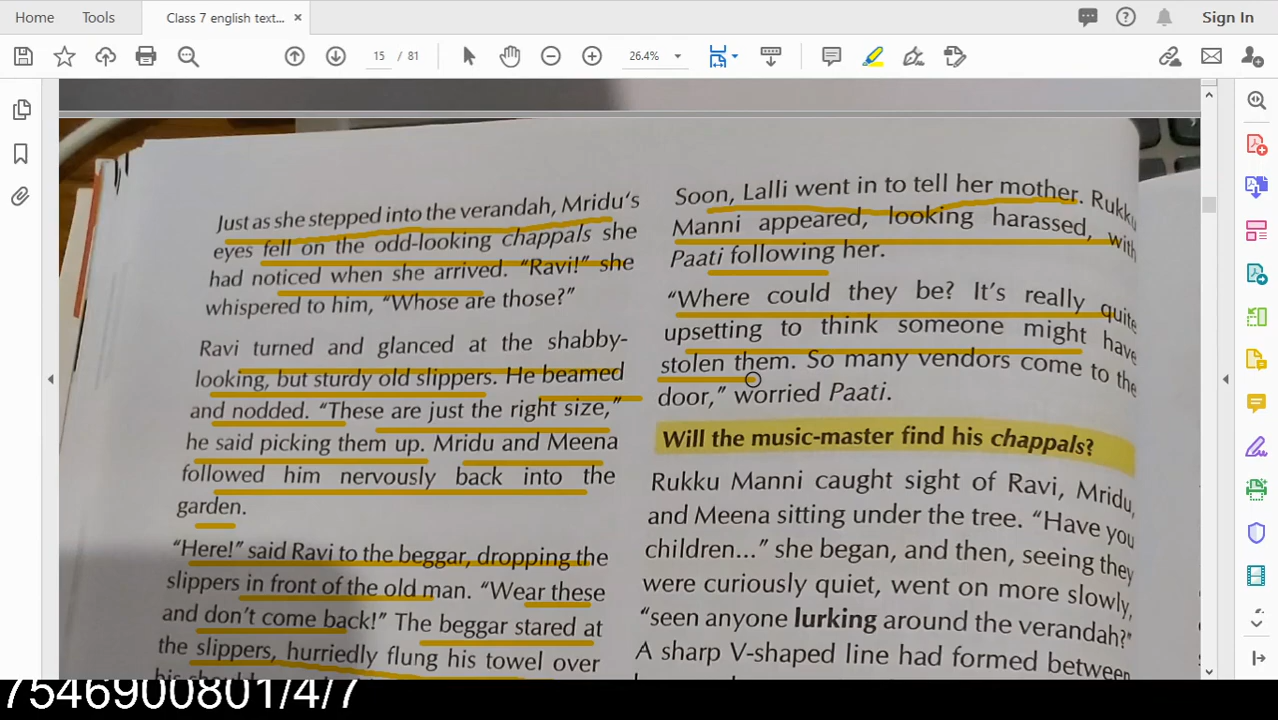 Home
Tools
Class 7 english text...
×
Sign In
15 / 81
26.4%
Just as she stepped into the verandah, Mridu's
eyes fell on the odd-looking chappals she
had noticed when she arrived. "Ravi!" she
whispered to him, "Whose are those?"
Ravi turned and glanced at the shabby-
looking, but sturdy old slippers. He beamed
and nodded. "These are just the right size,"
he said picking them up. Mridu and Meena
followed him nervously back into the
garden.
"Here!" said Ravi to the beggar, dropping the
slippers in front of the old man. "Wear these
and don't come back!" The beggar stared at
the slippers, hurriedly flung his towel over
Soon, Lalli went in to tell her mother. Rukku
Manni appeared, looking harassed, with
Paati following her.
"Where could they be? It's really quite
upsetting to think someone might have
stolen them. So many vendors come to the
door," worried Paati.
Will the music-master find his chappals?
Rukku Manni caught sight of Ravi, Mridu,
and Meena sitting under the tree. "Have you
children..." she began, and then, seeing they
were curiously quiet, went on more slowly,
"seen anyone lurking around the verandah?"
A sharp V-shaped line had formed between
7546900801/4/7